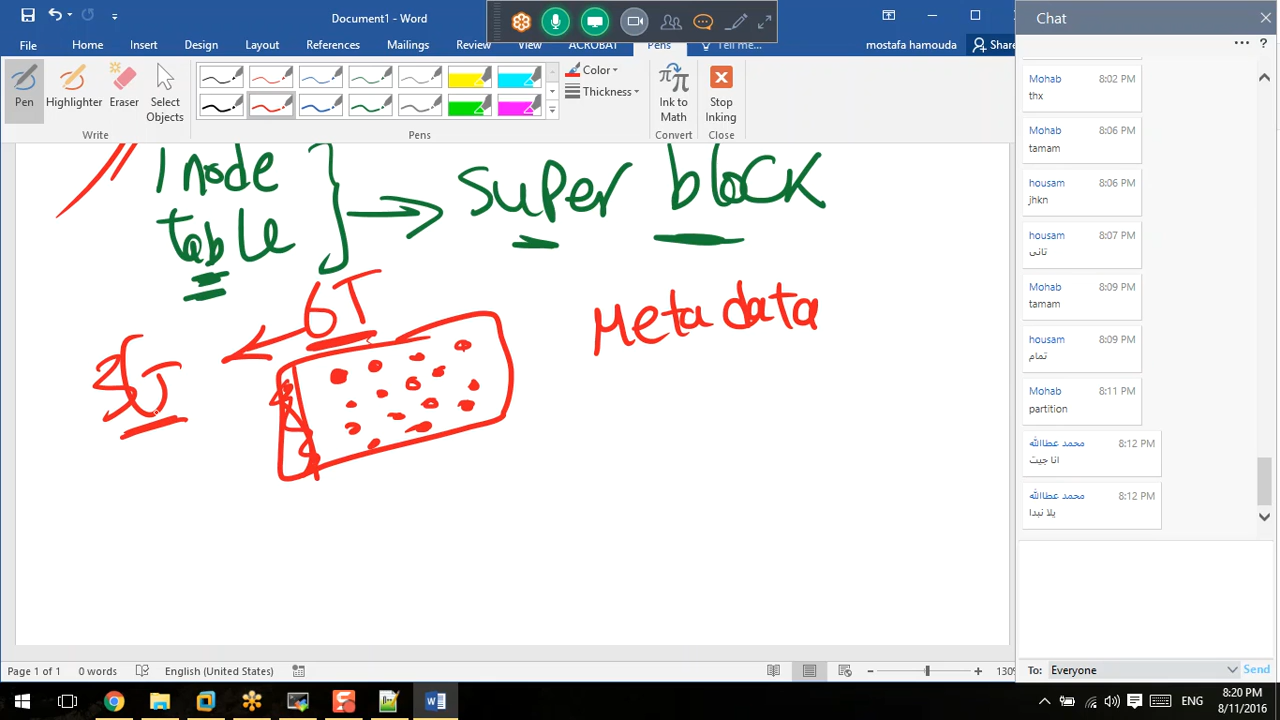 Document1 - Word
mostafa hamouda
Share
File
Home
Insert
Design
Layout
References
Mailings
Review
View
ACROBAT
Pens
Tell me...
Pen
Highlighter
Eraser
Select Objects
Color
Thickness
Ink to Math
Stop Inking
Write
Pens
Convert
Close
inode
table
super block
6T
Meta data
Chat
Mohab 8:02 PM
thx
Mohab 8:06 PM
tamam
housam 8:06 PM
jhkn
housam 8:07 PM
تانى
Mohab 8:09 PM
tamam
housam 8:09 PM
تمام
Mohab 8:11 PM
partition
محمد عطاالله 8:12 PM
انا جيت
محمد عطاالله 8:12 PM
يلا نبدا
To: Everyone
Send
Page 1 of 1
0 words
English (United States)
130%
ENG
8:20 PM
8/11/2016